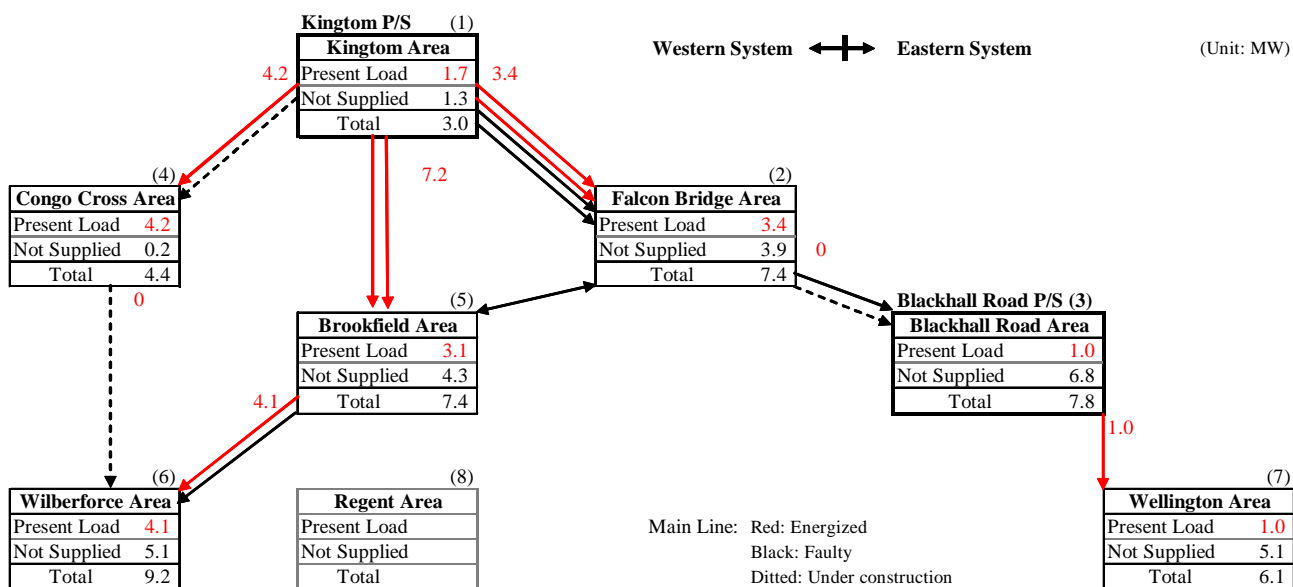 Kingtom P/S (1)
Kingtom Area
Present Load 1.7
Not Supplied 1.3
Total 3.0
4.2
3.4
7.2
Western System Eastern System (Unit: MW)
(4)
Congo Cross Area
Present Load 4.2
Not Supplied 0.2
Total 4.4
0
(2)
Falcon Bridge Area
Present Load 3.4
Not Supplied 3.9
Total 7.4
0
(5)
Brookfield Area
Present Load 3.1
Not Supplied 4.3
Total 7.4
4.1
Blackhall Road P/S (3)
Blackhall Road Area
Present Load 1.0
Not Supplied 6.8
Total 7.8
1.0
(6)
Wilberforce Area
Present Load 4.1
Not Supplied 5.1
Total 9.2
(8)
Regent Area
Present Load
Not Supplied
Total
Main Line: Red: Energized
Black: Faulty
Ditted: Under construction
(7)
Wellington Area
Present Load 1.0
Not Supplied 5.1
Total 6.1